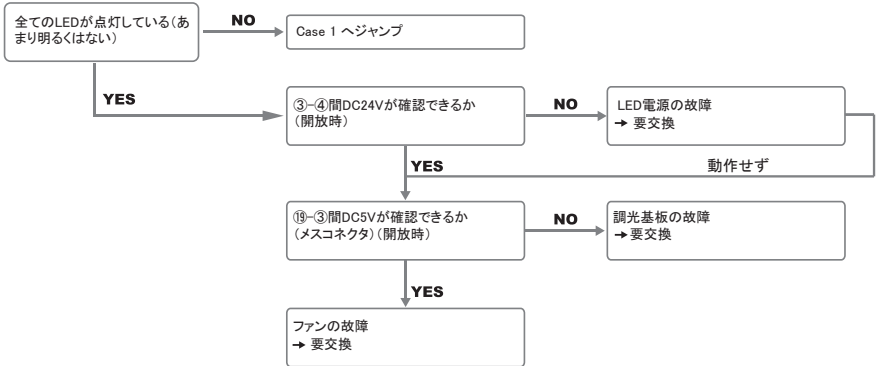 全てのLEDが点灯している（あ
まり明るくはない）
NO
Case 1 へジャンプ
YES
③−④間DC24Vが確認できるか
（開放時）
NO
LED電源の故障
→ 要交換
YES
動作せず
⑲−③間DC5Vが確認できるか
（メスコネクタ）（開放時）
NO
調光基板の故障
→要交換
YES
ファンの故障
→ 要交換